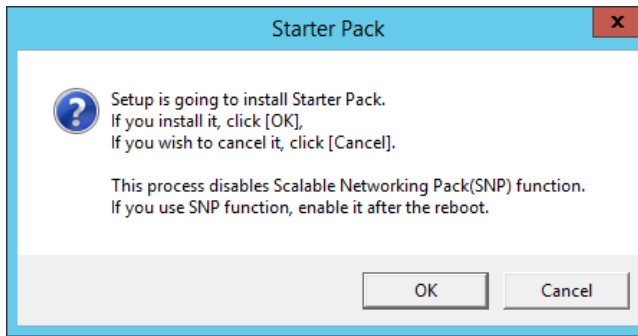 Starter Pack
x
Setup is going to install Starter Pack.
If you install it, click [OK],
If you wish to cancel it, click [Cancel].
This process disables Scalable Networking Pack(SNP) function.
If you use SNP function, enable it after the reboot.
OK
Cancel